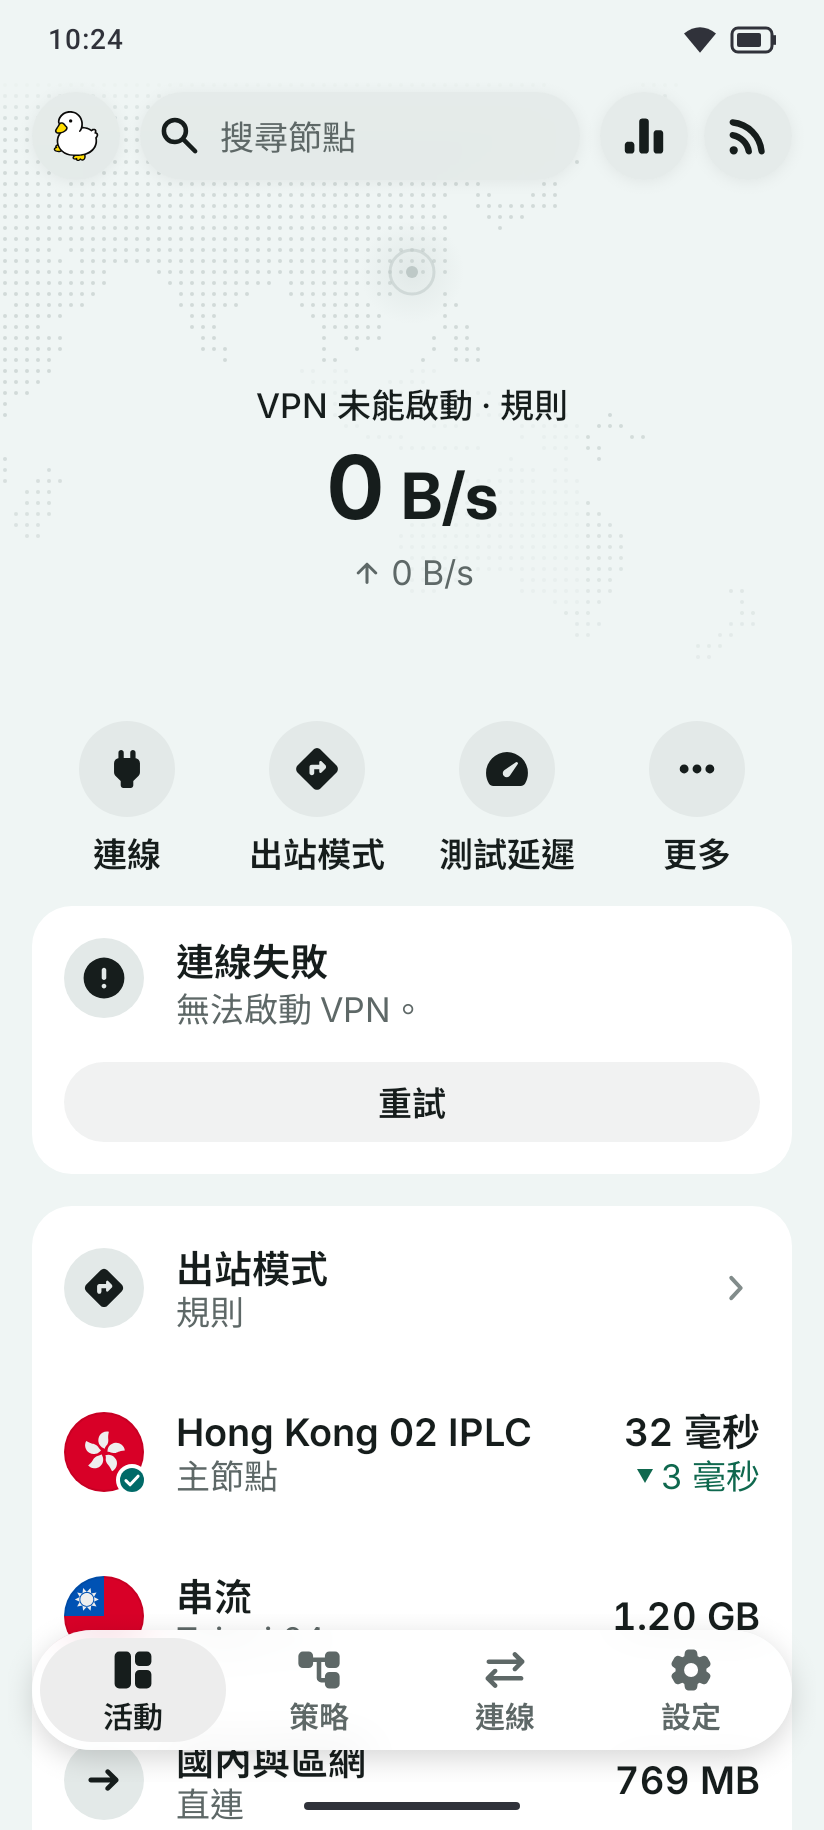 10:24
搜尋節點
VPN 未能啟動 · 規則
0 B/s
↑ 0 B/s
連線
出站模式
測試延遲
更多
連線失敗
無法啟動 VPN。
重試
出站模式
規則
Hong Kong 02 IPLC
32 毫秒
主節點
▼3 毫秒
串流
1.20 GB
活動
策略
連線
設定
國內與區網
769 MB
直連